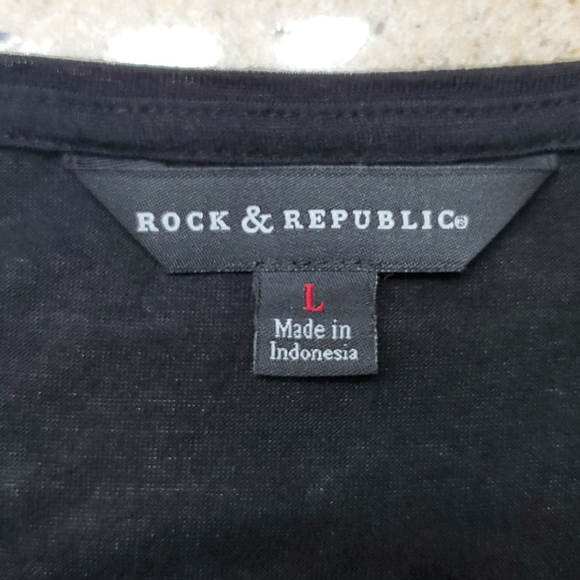 ROCK & REPUBLIC®
L
Made in
Indonesia